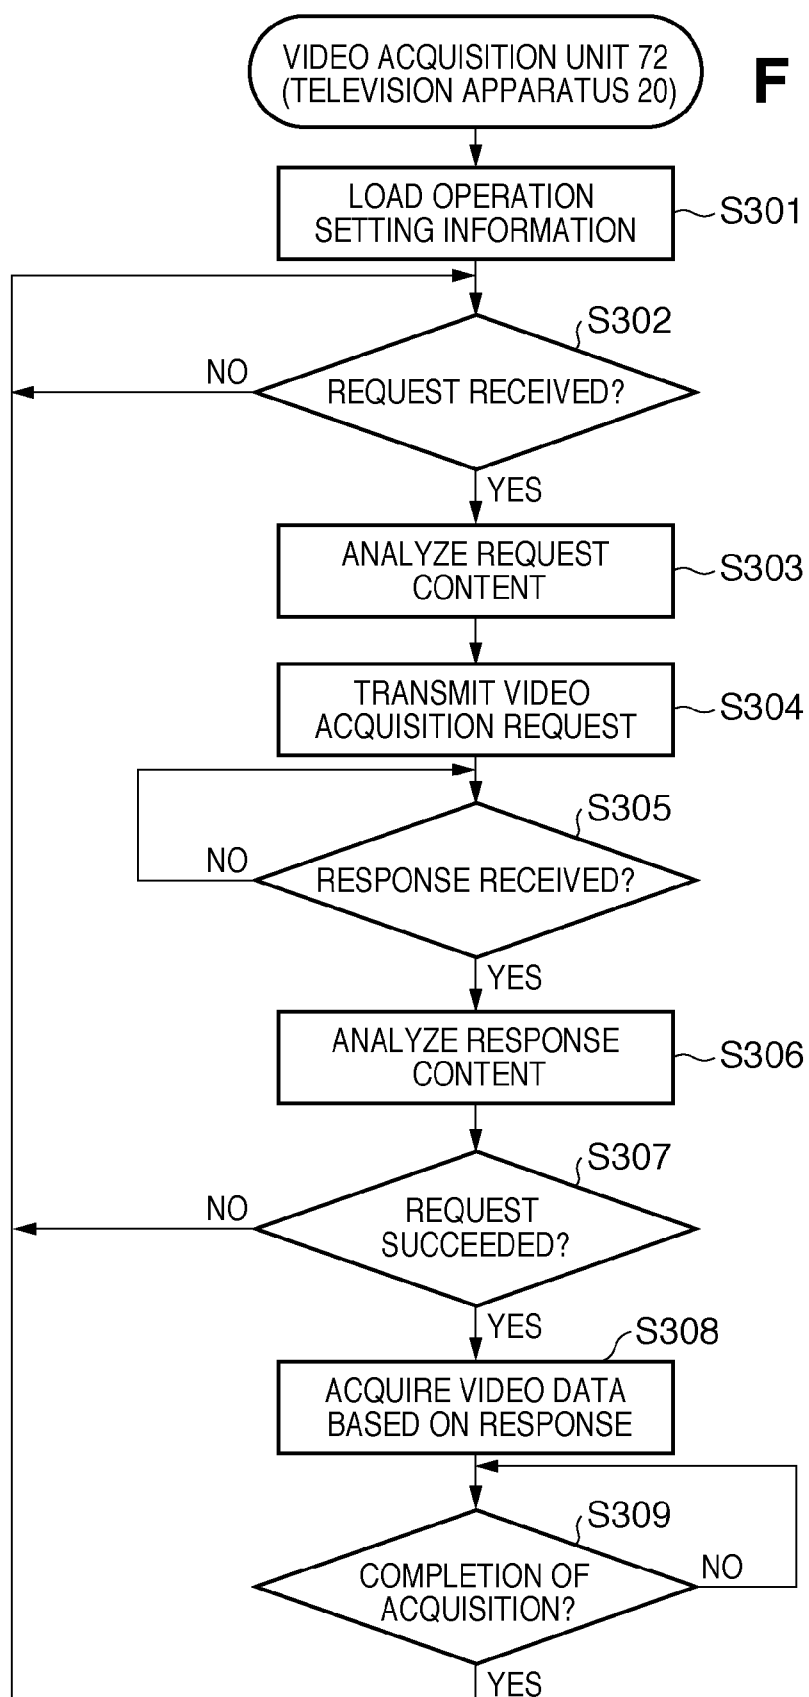 VIDEO ACQUISITION UNIT 72
(TELEVISION APPARATUS 20)
F
LOAD OPERATION
SETTING INFORMATION
S301
S302
NO
REQUEST RECEIVED?
YES
ANALYZE REQUEST
CONTENT
S303
TRANSMIT VIDEO
ACQUISITION REQUEST
S304
S305
NO
RESPONSE RECEIVED?
YES
ANALYZE RESPONSE
CONTENT
S306
S307
NO
REQUEST
SUCCEEDED?
YES
S308
ACQUIRE VIDEO DATA
BASED ON RESPONSE
S309
COMPLETION OF
ACQUISITION?
NO
YES